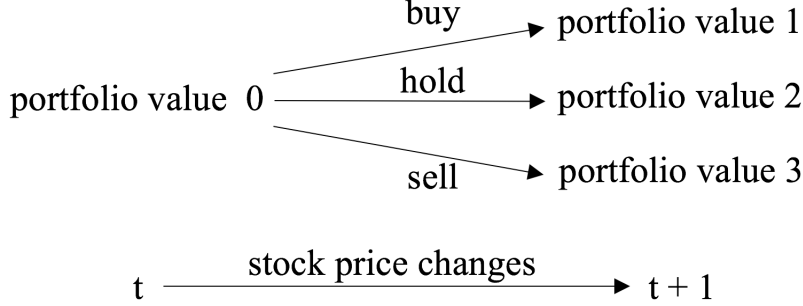 buy
portfolio value 1
portfolio value 0
hold
portfolio value 2
sell
portfolio value 3
stock price changes
t
t + 1